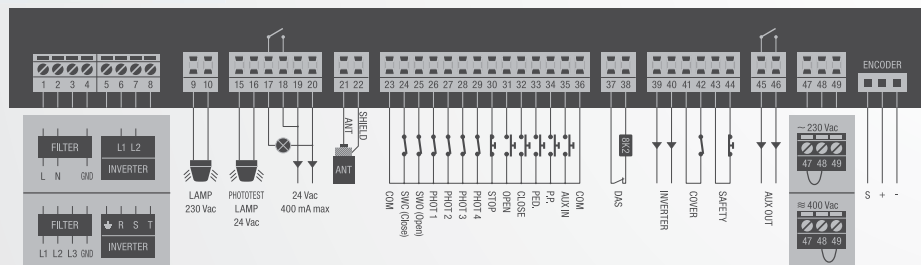 ENCODER
1 2 3 4 5 6 7 8 9 10 15 16 17 18 19 20 21 22 23 24 25 26 27 28 29 30 31 32 33 34 35 36 37 38 39 40 41 42 43 44 45 46 47 48 49
FILTER
L N GND
L1 L2
INVERTER
FILTER
L1 L2 L3 GND
R S T
INVERTER
LAMP
230 Vac
PHOTOTEST
LAMP
24 Vac
24 Vac
400 mA max
ANT
SHIELD
ANT
COM
SWC (Close)
SWO (Open)
PHOT 1
PHOT 2
PHOT 3
PHOT 4
STOP
OPEN
CLOSE
PED.
P.P.
AUX IN
COM
8K2
DAS
INVERTER
COVER
SAFETY
AUX OUT
~ 230 Vac
47 48 49
≋ 400 Vac
47 48 49
S + -